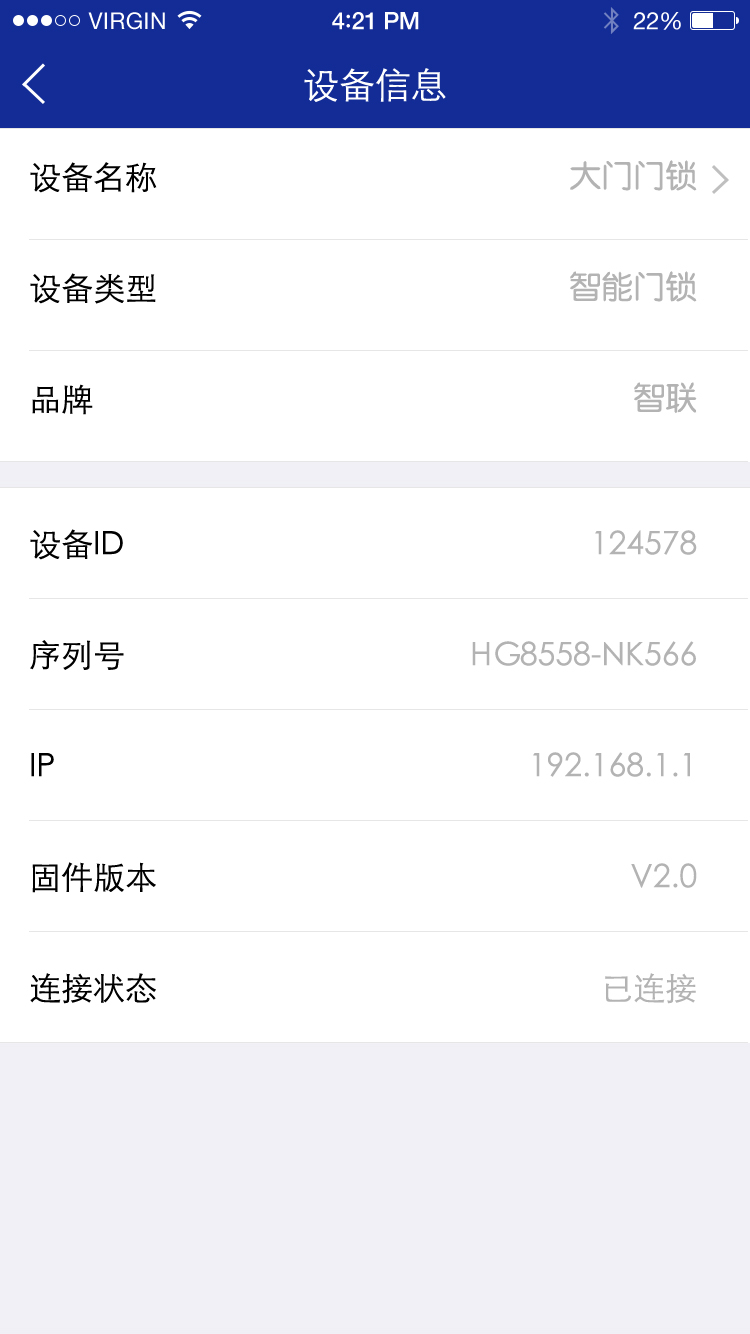 VIRGIN 4:21 PM 22%
设备信息
设备名称 大门门锁
设备类型 智能门锁
品牌 智联
设备ID 124578
序列号 HG8558-NK566
IP 192.168.1.1
固件版本 V2.0
连接状态 已连接